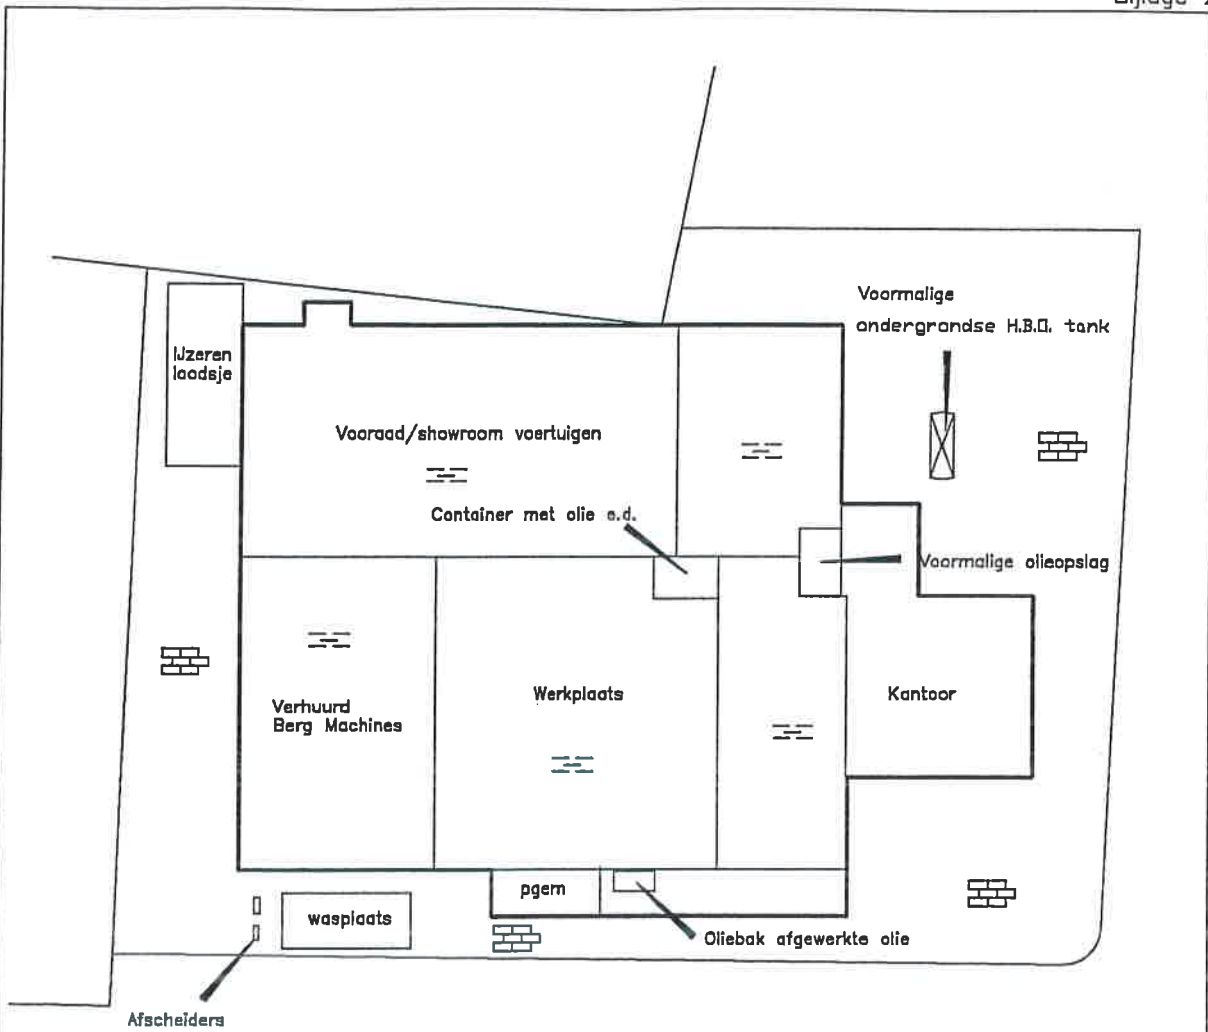 Voormalige
ondergrondse H.B.O. tank
IJzeren
loodsje
Vooraad/showroom voertuigen
Container met olie e.d.
Voormalige olieopslag
Verhuurd
Berg Machines
Werkplaats
Kantoor
pgem
wasplaats
Oliebak afgewerkte olie
Afscheiders